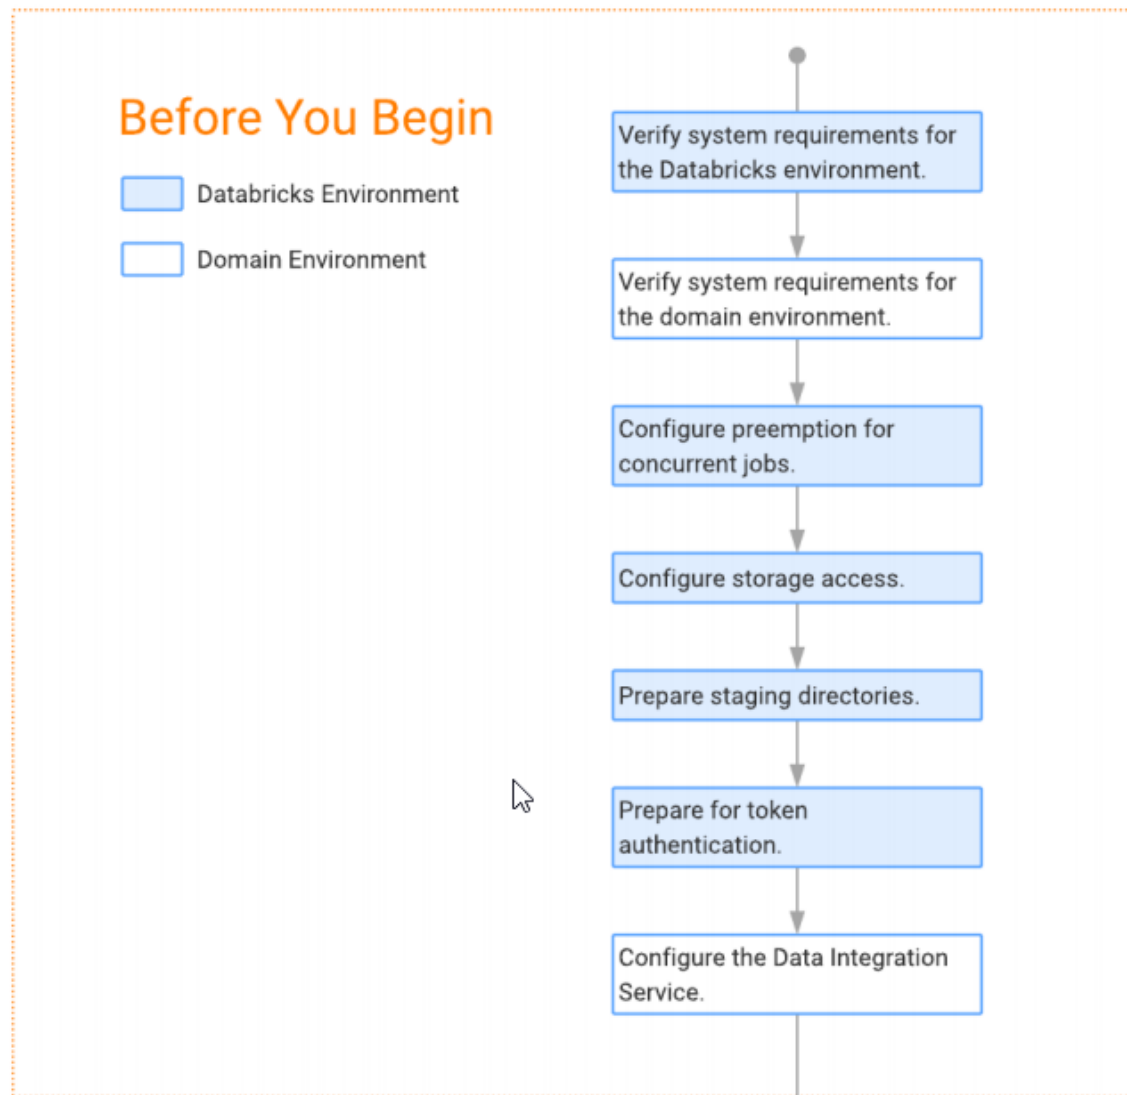 Before You Begin
Databricks Environment
Domain Environment
Verify system requirements for
the Databricks environment.
Verify system requirements for
the domain environment.
Configure preemption for
concurrent jobs.
Configure storage access.
Prepare staging directories.
Prepare for token
authentication.
Configure the Data Integration
Service.